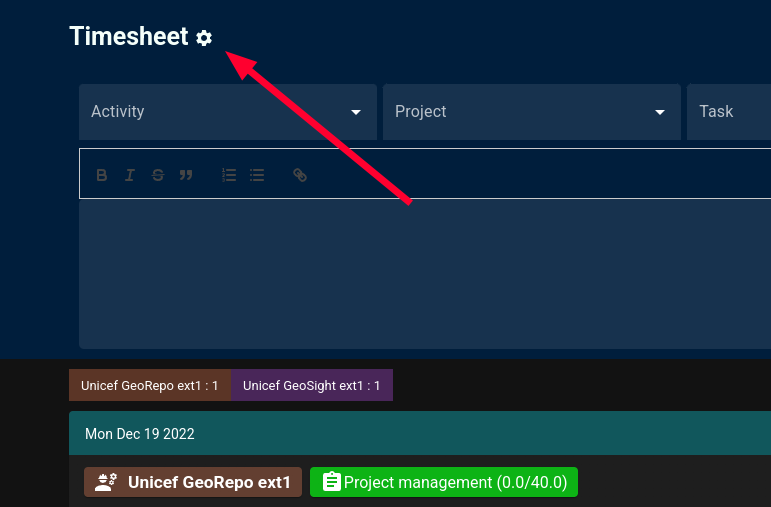 Timesheet
Activity Project Task
Unicef GeoRepo ext1 : 1 Unicef GeoSight ext1 : 1
Mon Dec 19 2022
Unicef GeoRepo ext1 Project management (0.0/40.0)